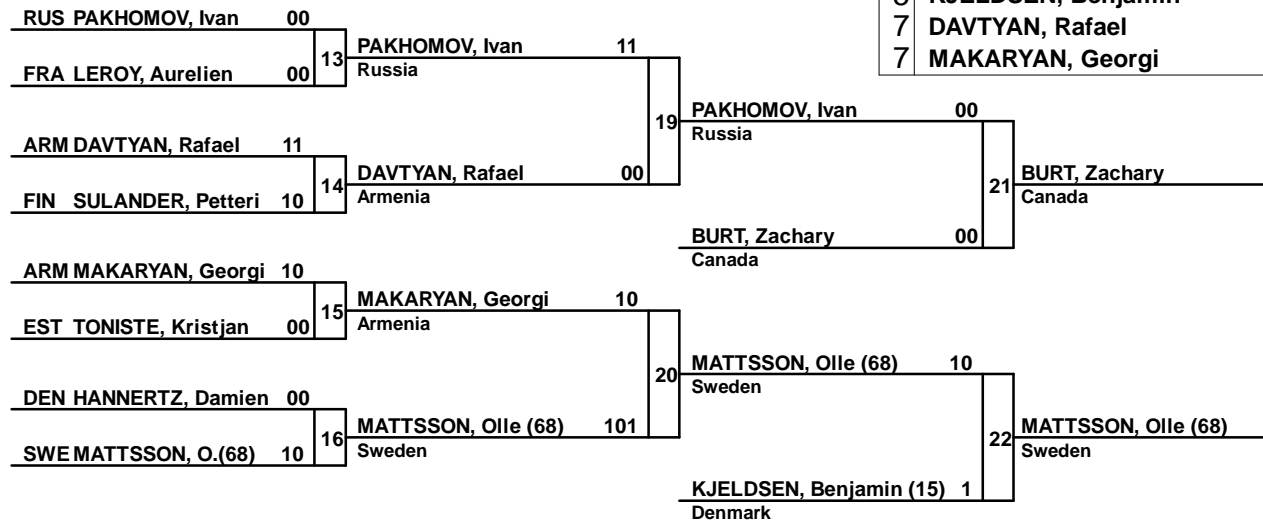 RUS PAKHOMOV, Ivan 00
KJELDSEN, Benjamin
13 PAKHOMOV, Ivan 11
7 DAVTYAN, Rafael
FRA LEROY, Aurelien 00
Russia
7 MAKARYAN, Georgi
19 PAKHOMOV, Ivan 00
Russia
ARM DAVTYAN, Rafael 11
14 DAVTYAN, Rafael 00
Armenia
21 BURT, Zachary
Canada
FIN SULANDER, Petteri 10
BURT, Zachary 00
Canada
ARM MAKARYAN, Georgi 10
15 MAKARYAN, Georgi 10
Armenia
EST TONISTE, Kristjan 00
20 MATTSSON, Olle (68) 10
Sweden
DEN HANNERTZ, Damien 00
16 MATTSSON, Olle (68) 101
Sweden
22 MATTSSON, Olle (68)
Sweden
SWE MATTSSON, O.(68) 10
KJELDSEN, Benjamin (15) 1
Denmark